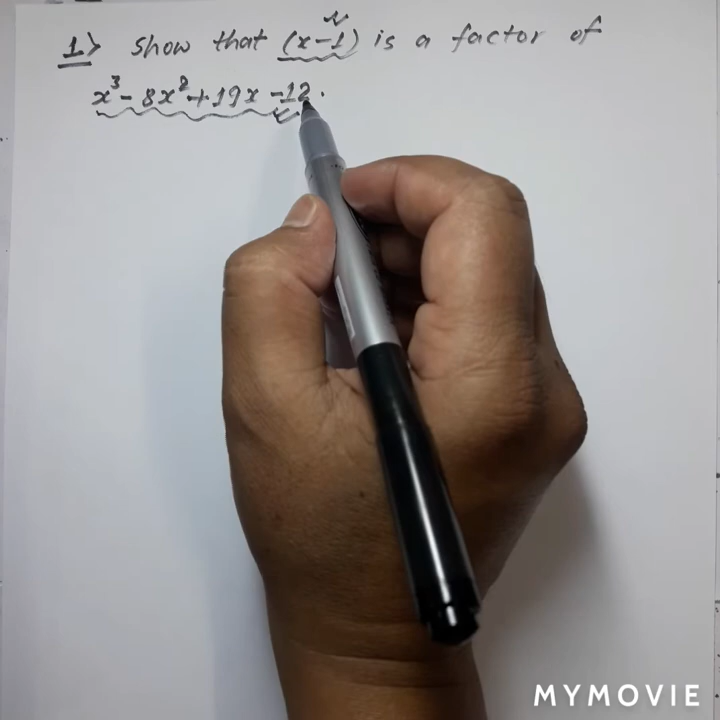 1> Show that (x-1) is a factor of
x³ - 8x² + 19x - 12.
MYMOVIE